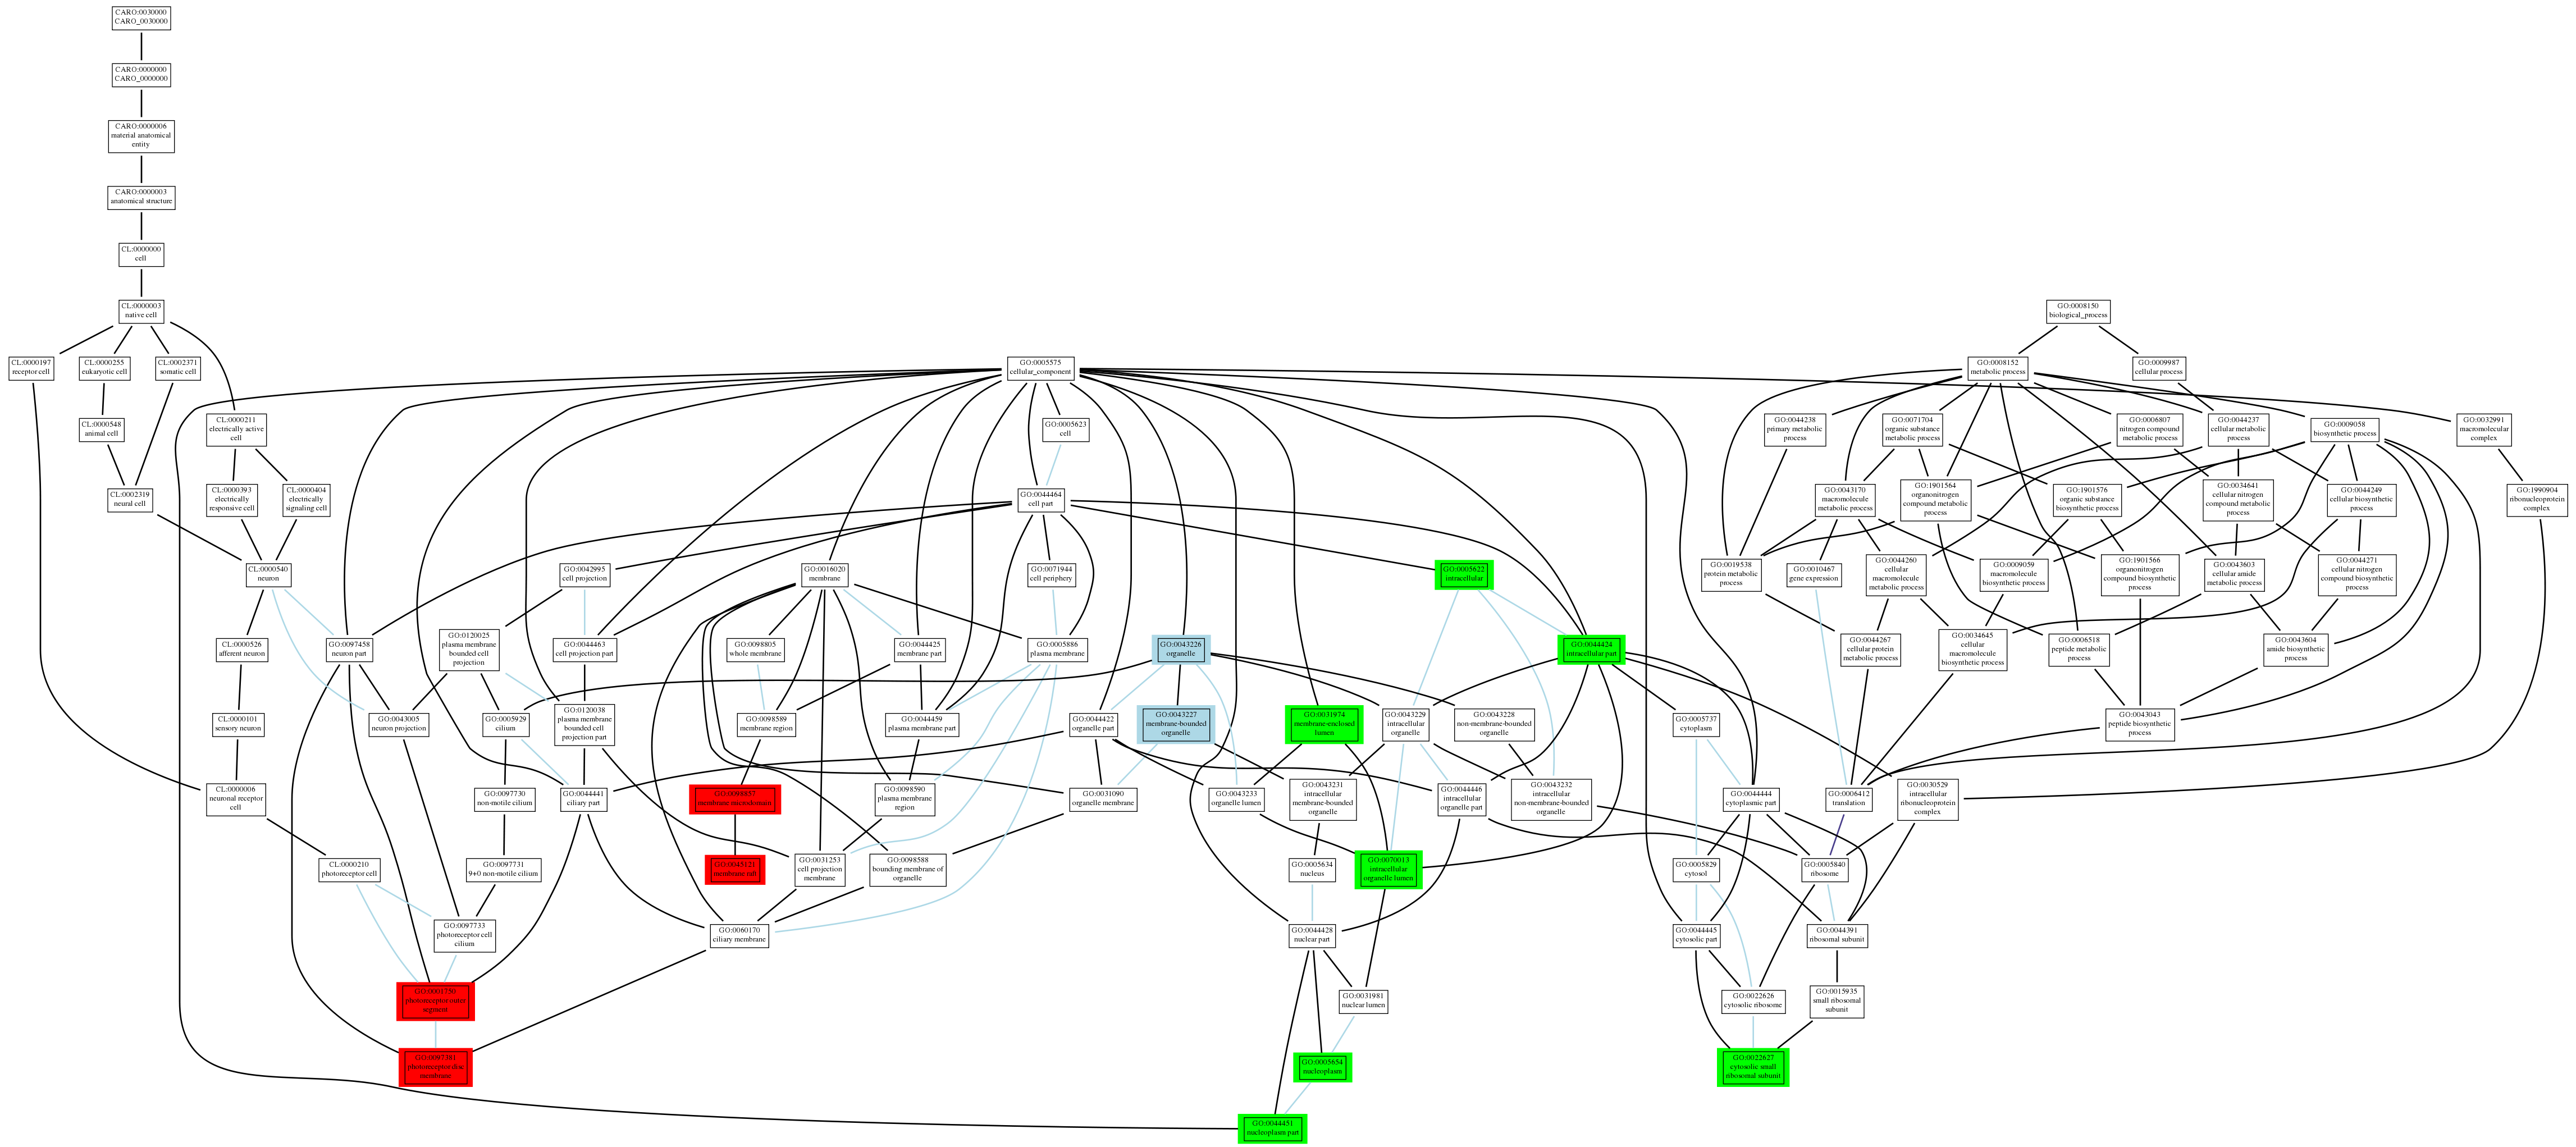 CARO:0030000
CARO_0030000
CARO:0000000
CARO_0000000
CARO:0000006
material anatomical
entity
CARO:0000003
anatomical structure
CL:0000000
cell
CL:0000003
native cell
GO:0008150
biological_process
CL:0000197
receptor cell
CL:0000255
eukaryotic cell
CL:0002371
somatic cell
GO:0005575
cellular_component
GO:0008152
metabolic process
GO:0009987
cellular process
CL:0000548
animal cell
CL:0000211
electrically active
cell
GO:0005623
cell
GO:0044238
primary metabolic
process
GO:0071704
organic substance
metabolic process
GO:0006807
nitrogen compound
metabolic process
GO:0044237
cellular metabolic
process
GO:0009058
biosynthetic process
GO:0032991
macromolecular
complex
CL:0002319
neural cell
CL:0000393
electrically
responsive cell
CL:0000404
electrically
signaling cell
GO:0044464
cell part
GO:0043170
macromolecule
metabolic process
GO:1901564
organonitrogen
compound metabolic
process
GO:1901576
organic substance
biosynthetic process
GO:0034641
cellular nitrogen
compound metabolic
process
GO:0044249
cellular biosynthetic
process
GO:1990904
ribonucleoprotein
complex
CL:0000540
neuron
GO:0042995
cell projection
GO:0016020
membrane
GO:0071944
cell periphery
GO:0005622
intracellular
GO:0019538
protein metabolic
process
GO:0010467
gene expression
GO:0044260
cellular
macromolecule
metabolic process
GO:0009059
macromolecule
biosynthetic process
GO:1901566
organonitrogen
compound biosynthetic
process
GO:0043603
cellular amide
metabolic process
GO:0044271
cellular nitrogen
compound biosynthetic
process
CL:0000526
afferent neuron
GO:0097458
neuron part
GO:0120025
plasma membrane
bounded cell
projection
GO:0044463
cell projection part
GO:0098805
whole membrane
GO:0044425
membrane part
GO:0005886
plasma membrane
GO:0043226
organelle
GO:0044424
intracellular part
GO:0044267
cellular protein
metabolic process
GO:0034645
cellular
macromolecule
biosynthetic process
GO:0006518
peptide metabolic
process
GO:0043604
amide biosynthetic
process
CL:0000101
sensory neuron
GO:0043005
neuron projection
GO:0005929
cilium
GO:0120038
plasma membrane
bounded cell
projection part
GO:0098589
membrane region
GO:0044459
plasma membrane part
GO:0044422
organelle part
GO:0043227
membrane-bounded
organelle
GO:0031974
membrane-enclosed
lumen
GO:0043229
intracellular
organelle
GO:0043228
non-membrane-bounded
organelle
GO:0005737
cytoplasm
GO:0043043
peptide biosynthetic
process
CL:0000006
neuronal receptor
cell
GO:0097730
non-motile cilium
GO:0044441
ciliary part
GO:0098857
membrane microdomain
GO:0098590
plasma membrane
region
GO:0031090
organelle membrane
GO:0043233
organelle lumen
GO:0043231
intracellular
membrane-bounded
organelle
GO:0044446
intracellular
organelle part
GO:0043232
intracellular
non-membrane-bounded
organelle
GO:0044444
cytoplasmic part
GO:0006412
translation
GO:0030529
intracellular
ribonucleoprotein
complex
CL:0000210
photoreceptor cell
GO:0097731
9+0 non-motile cilium
GO:0045121
membrane raft
GO:0031253
cell projection
membrane
GO:0098588
bounding membrane of
organelle
GO:0005634
nucleus
GO:0070013
intracellular
organelle lumen
GO:0005829
cytosol
GO:0005840
ribosome
GO:0097733
photoreceptor cell
cilium
GO:0060170
ciliary membrane
GO:0044428
nuclear part
GO:0044445
cytosolic part
GO:0044391
ribosomal subunit
GO:0001750
photoreceptor outer
segment
GO:0031981
nuclear lumen
GO:0022626
cytosolic ribosome
GO:0015935
small ribosomal
subunit
GO:0097381
photoreceptor disc
membrane
GO:0005654
nucleoplasm
GO:0022627
cytosolic small
ribosomal subunit
GO:0044451
nucleoplasm part